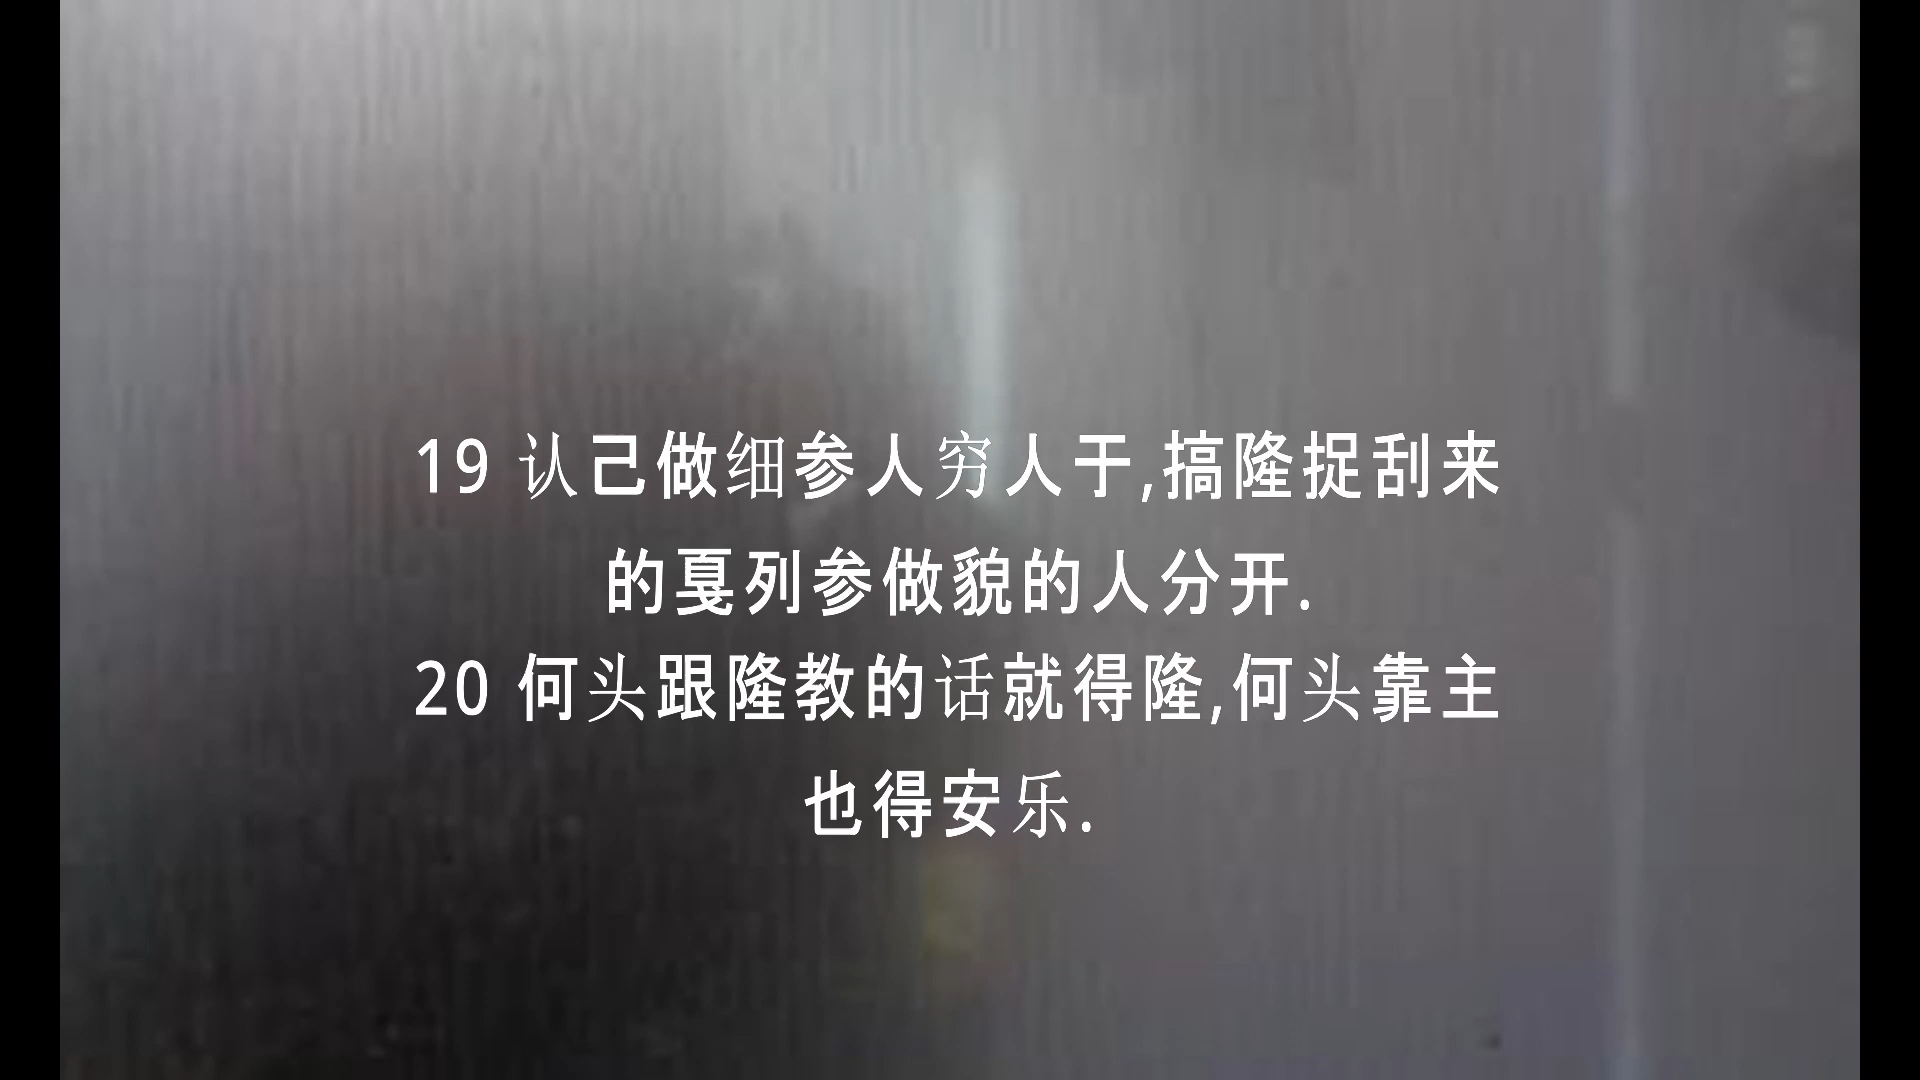 19 认己做细参人穷人于,搞隆捉刮来
的戛列参做貌的人分开.
20 何头跟隆教的话就得隆,何头靠主
也得安乐.